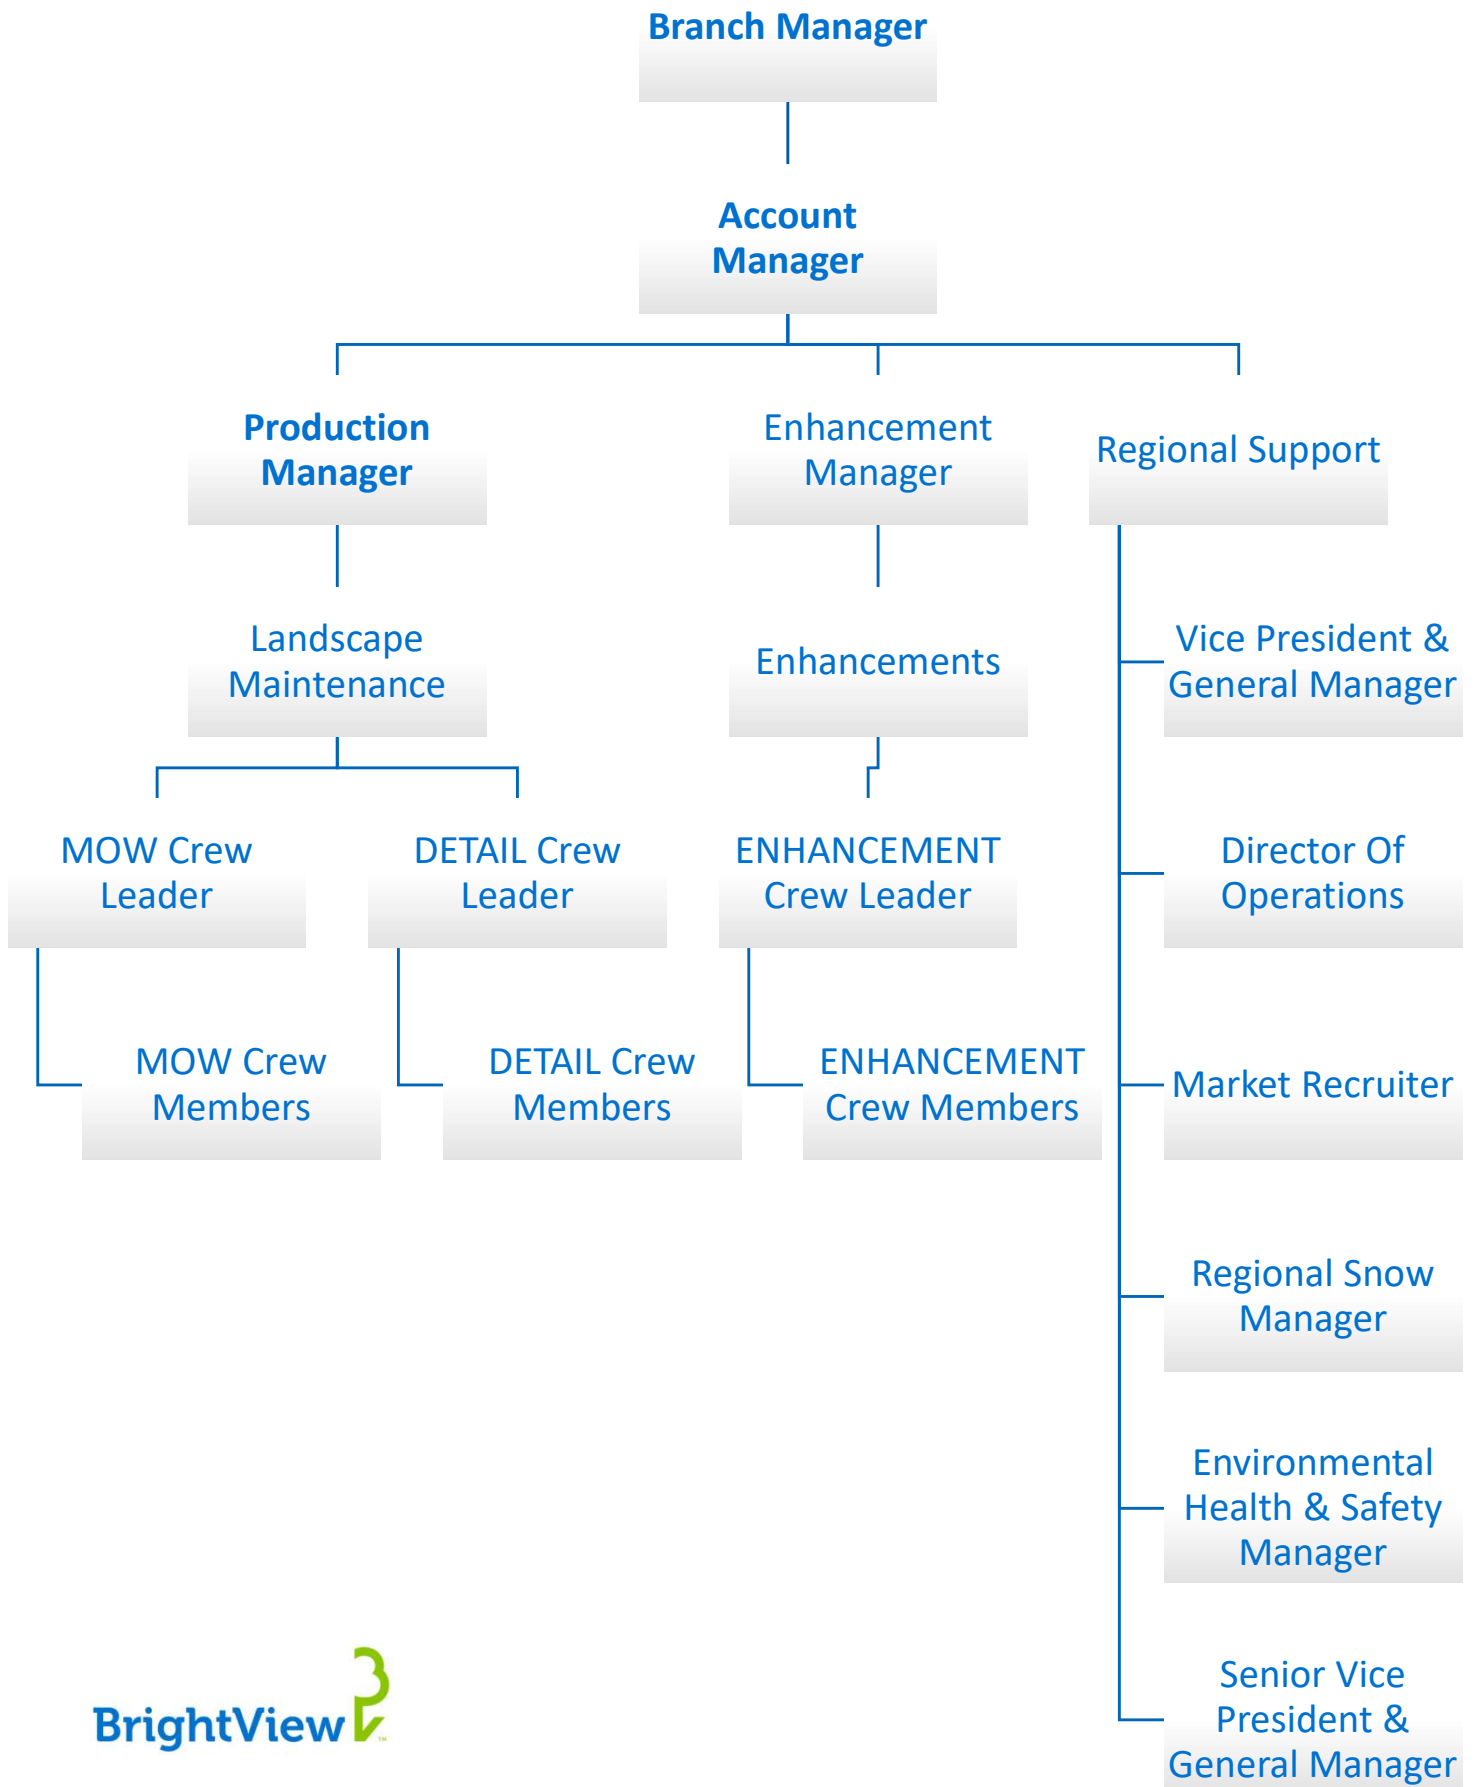 Branch Manager
Account
Manager
Production
Manager
Enhancement
Manager
Regional Support
Landscape
Maintenance
Enhancements
Vice President &
General Manager
MOW Crew
Leader
DETAIL Crew
Leader
ENHANCEMENT
Crew Leader
Director Of
Operations
MOW Crew
Members
DETAIL Crew
Members
ENHANCEMENT
Crew Members
Market Recruiter
Regional Snow
Manager
Environmental
Health & Safety
Manager
Senior Vice
President &
General Manager
BrightView